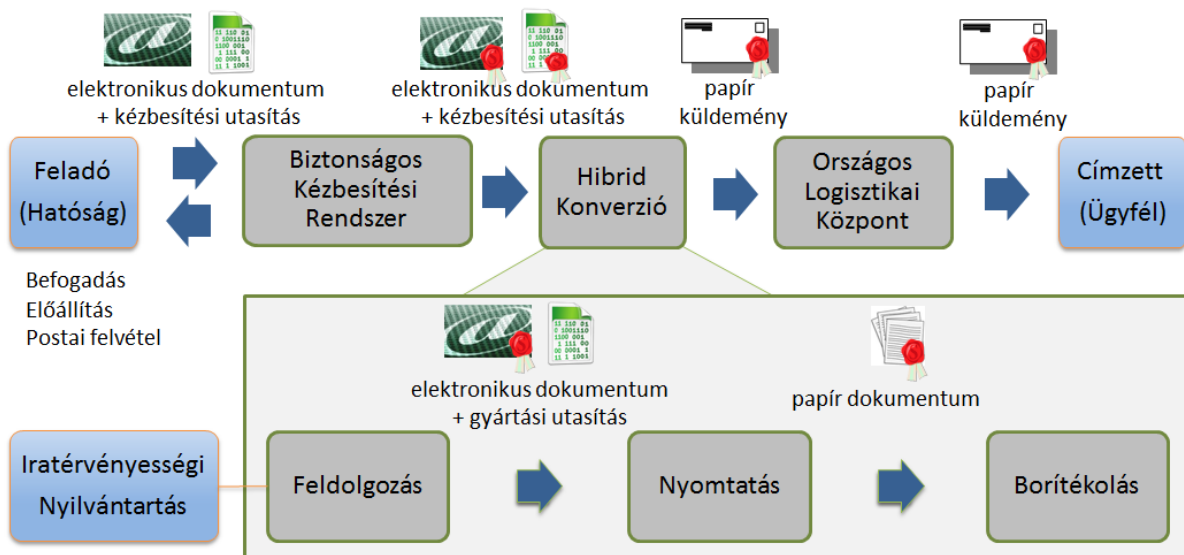 elektronikus dokumentum
+ kézbesítési utasítás
elektronikus dokumentum
+ kézbesítési utasítás
papír
küldemény
papír
küldemény
Feladó
(Hatóság)
Biztonságos
Kézbesítési
Rendszer
Hibrid
Konverzió
Országos
Logisztikai
Központ
Címzett
(Ügyfél)
Befogadás
Előállítás
Postai felvétel
elektronikus dokumentum
+ gyártási utasítás
papír dokumentum
Iratérvényességi
Nyilvántartás
Feldolgozás
Nyomtatás
Borítékolás